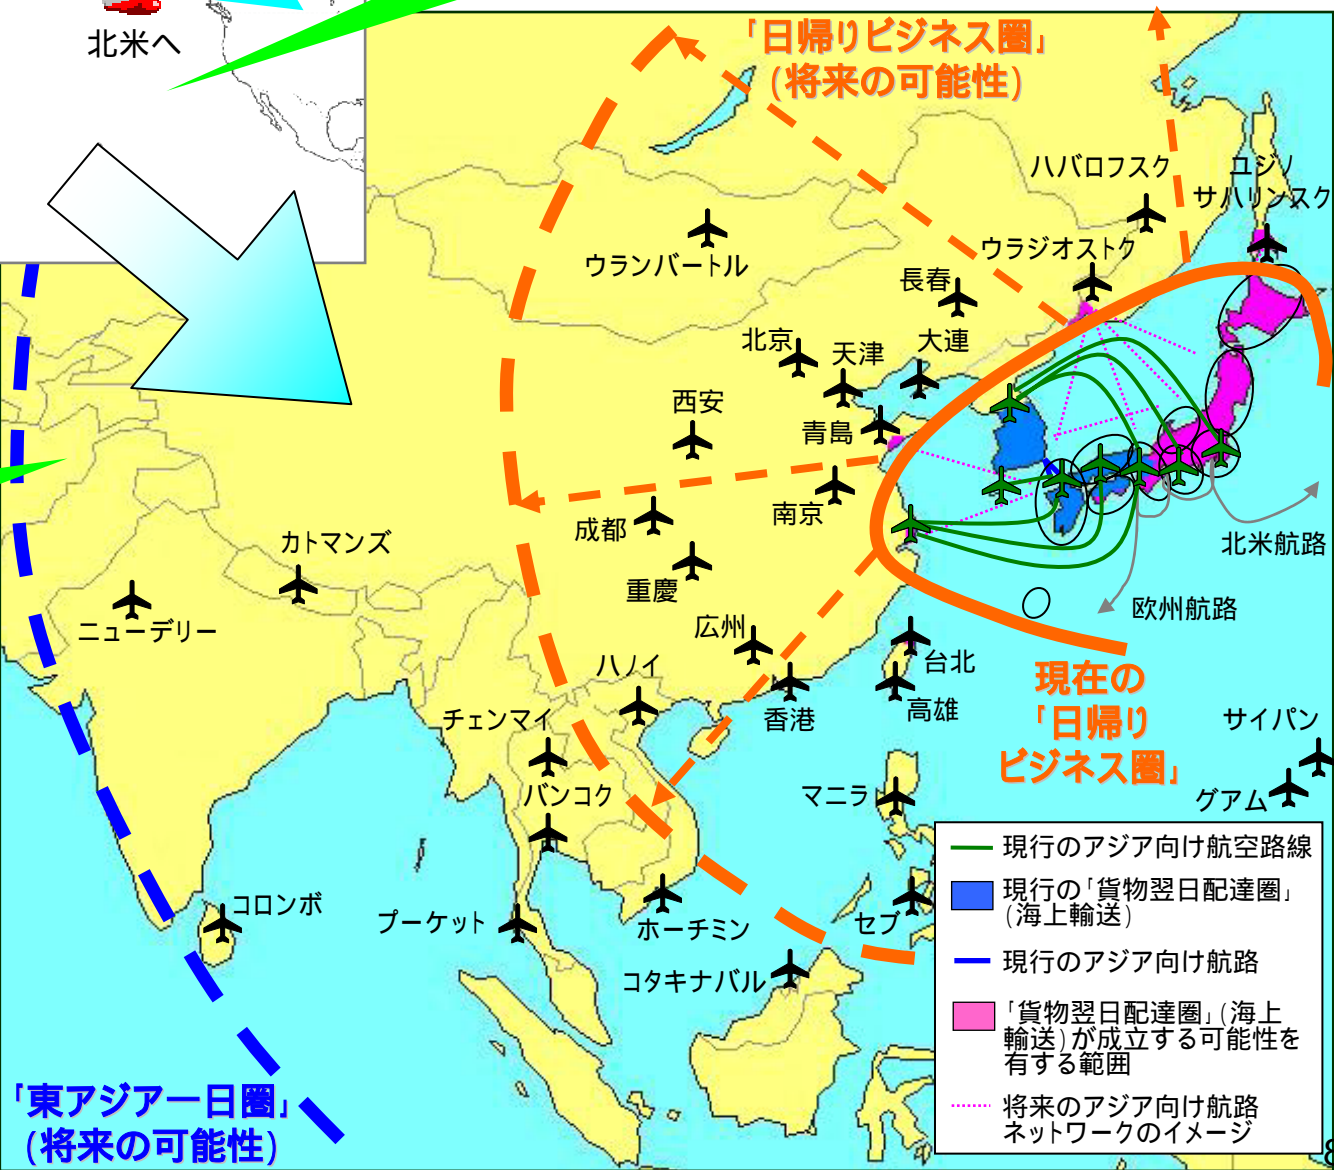 北米へ
「日帰りビジネス圏」
(将来の可能性)
ハバロフスク
ユジノ
サハリンスク
ウラジオストク
ウランバートル
長春
北京
天津
大連
西安
青島
南京
成都
重慶
カトマンズ
ニューデリー
北米航路
欧州航路
広州
台北
ハノイ
香港
高雄
チェンマイ
現在の
「日帰り
ビジネス圏」
サイパン
グアム
マニラ
バンコク
コロンボ
プーケット
ホーチミン
セブ
コタキナバル
現行のアジア向け航空路線
現行の「貨物翌日配達圏」
(海上輸送)
現行のアジア向け航路
「貨物翌日配達圏」(海上
輸送)が成立する可能性を
有する範囲
将来のアジア向け航路
ネットワークのイメージ
「東アジア一日圏」
(将来の可能性)